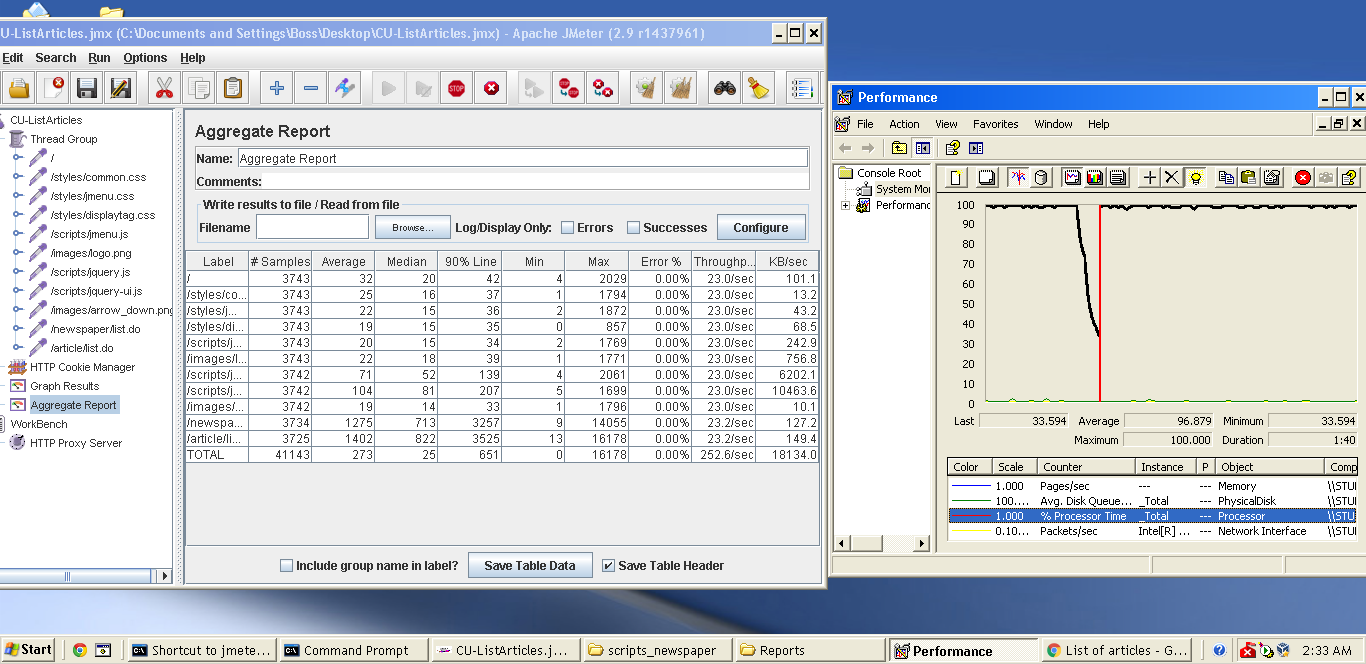 U-ListArticles.jmx (C:\Documents and Settings\Boss\Desktop\CU-ListArticles.jmx) - Apache JMeter (2.9 r1437961)
Edit Search Run Options Help
CU-ListArticles
Thread Group
/
/styles/common.css
/styles/jmenu.css
/styles/displaytag.css
/scripts/jmenu.js
/images/logo.png
/scripts/jquery.js
/scripts/jquery-ui.js
/images/arrow_down.png
/newspaper/list.do
/article/list.do
HTTP Cookie Manager
Graph Results
Aggregate Report
WorkBench
HTTP Proxy Server
Aggregate Report
Name: Aggregate Report
Comments:
Write results to file / Read from file
Filename Browse... Log/Display Only: Errors Successes Configure
Label # Samples Average Median 90% Line Min Max Error % Throughp... KB/sec
/ 3743 32 20 42 4 2029 0.00% 23.0/sec 101.1
/styles/co... 3743 25 16 37 1 1794 0.00% 23.0/sec 13.2
/styles/j... 3743 22 15 36 2 1872 0.00% 23.0/sec 43.2
/styles/di... 3743 19 15 35 0 857 0.00% 23.0/sec 68.5
/scripts/j... 3743 20 15 34 2 1769 0.00% 23.0/sec 242.9
/images/l... 3743 22 18 39 1 1771 0.00% 23.0/sec 756.8
/scripts/j... 3742 71 52 139 4 2061 0.00% 23.0/sec 6202.1
/scripts/j... 3742 104 81 207 5 1699 0.00% 23.0/sec 10463.6
/images/... 3742 19 14 33 1 1796 0.00% 23.0/sec 10.1
/newspa... 3734 1275 713 3257 9 14055 0.00% 23.2/sec 127.2
/article/li... 3725 1402 822 3525 13 16178 0.00% 23.2/sec 149.4
TOTAL 41143 273 25 651 0 16178 0.00% 252.6/sec 18134.0
Include group name in label? Save Table Data Save Table Header
Performance
File Action View Favorites Window Help
Console Root
System Mo
Performanc
100
90
80
70
60
50
40
30
20
10
0
Last 33.594 Average 96.879 Minimum 33.594
Maximum 100.000 Duration 1:40
Color Scale Counter Instance P Object Comp
1.000 Pages/sec --- --- Memory \\STU
100.... Avg. Disk Queue... _Total --- PhysicalDisk \\STU
1.000 % Processor Time _Total --- Processor \\STU
0.10... Packets/sec Intel[R] ... --- Network Interface \\STU
Start Shortcut to jmete... Command Prompt CU-ListArticles.j... scripts_newspaper Reports Performance List of articles - G... 2:33 AM